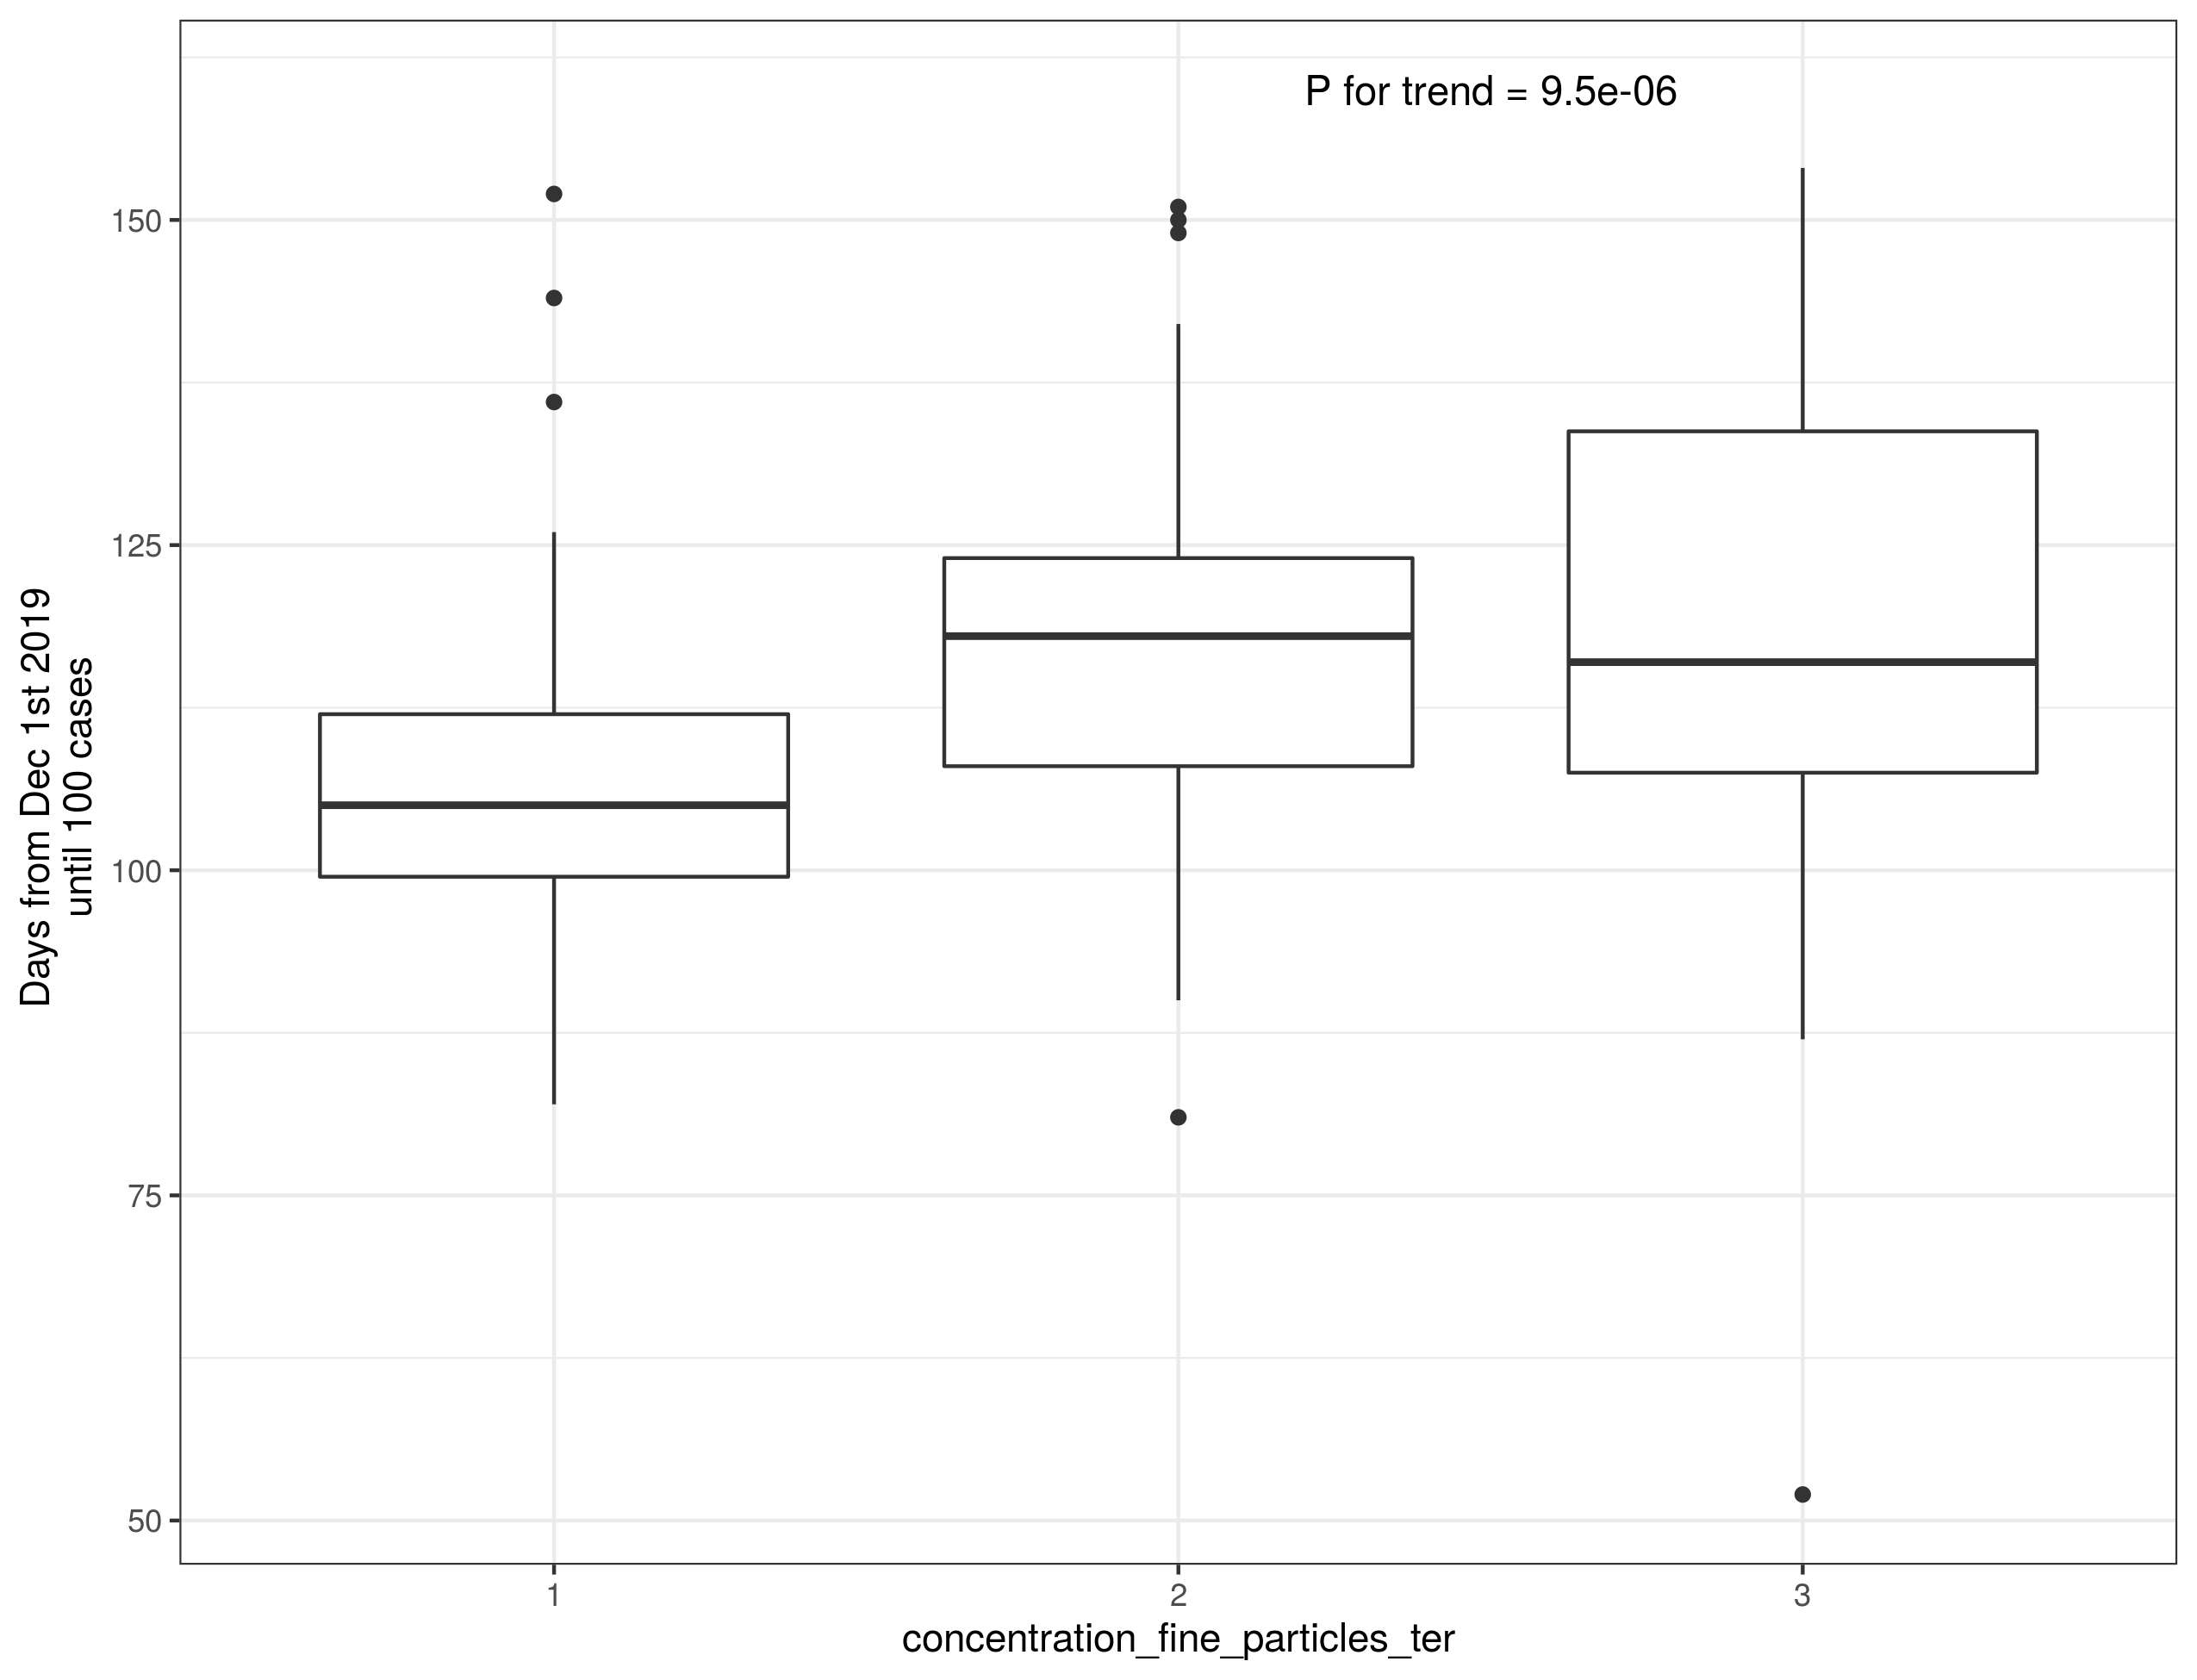 P for trend = 9.5e-06
Days from Dec 1st 2019
until 100 cases
150
125
100
75
50
1
2
3
concentration_fine_particles_ter